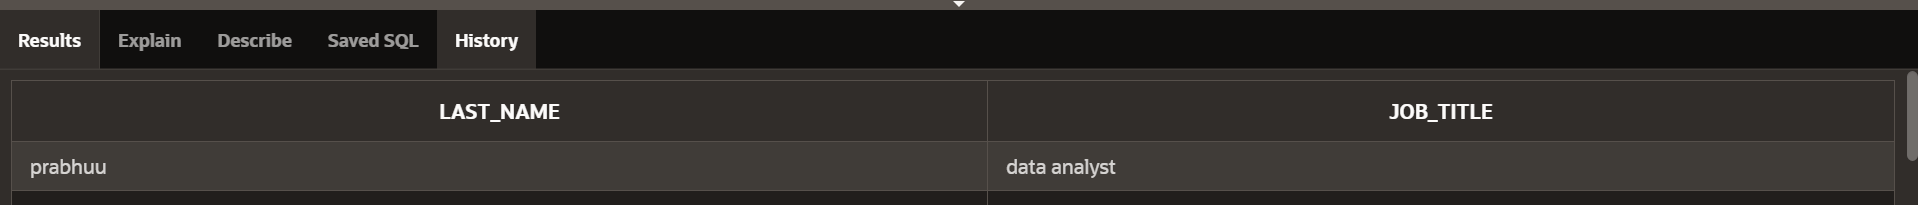 Results Explain Describe Saved SQL History
LAST_NAME JOB_TITLE
prabhuu data analyst